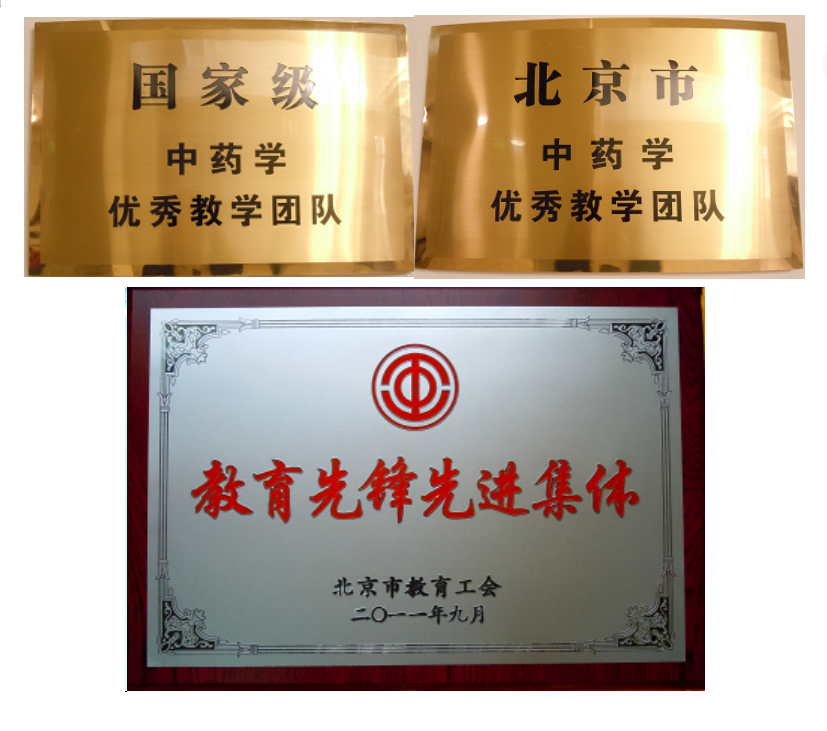 国家级
中药学
优秀教学团队
北京市
中药学
优秀教学团队
教育先锋先进集体
北京市教育工会
二〇一一年九月